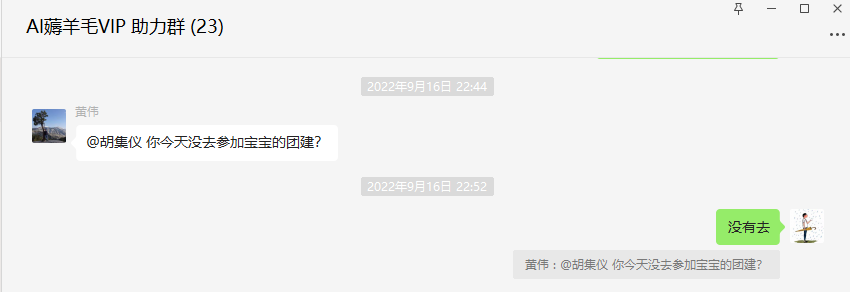 AI薅羊毛VIP 助力群 (23)
2022年9月16日 22:44
黄伟
@胡集仪 你今天没去参加宝宝的团建？
2022年9月16日 22:52
没有去
黄伟：@胡集仪 你今天没去参加宝宝的团建？